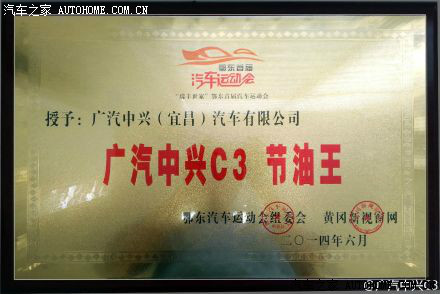 汽车之家 AUTOHOME.COM.CN
鄂东首届
汽车运动会
“成丰世家”鄂东首届汽车运动会
授予：广汽中兴（宜昌）汽车有限公司
广汽中兴C3 节油王
鄂东汽车运动会组委会 黄冈新视窗网
二〇一四年六月
@广汽中兴C3